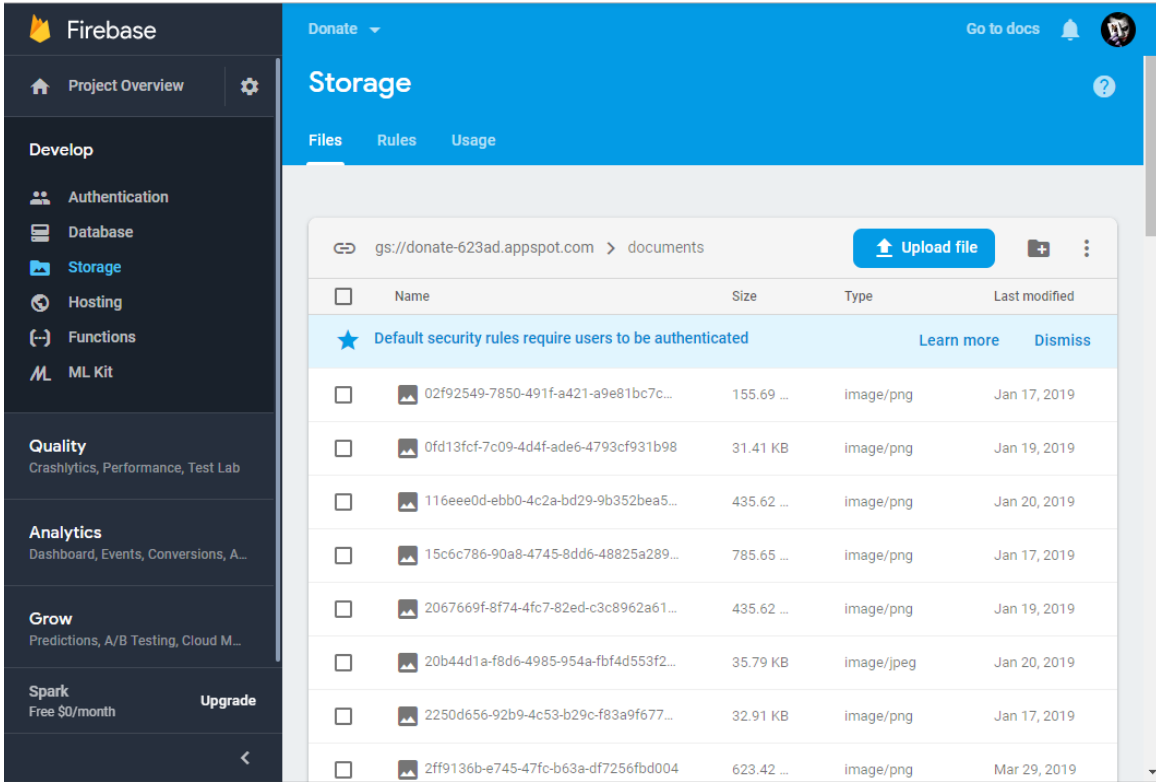 Firebase
Donate
Go to docs
Project Overview
Storage
?
Files Rules Usage
Develop
Authentication
Database
Storage
Hosting
Functions
ML Kit
gs://donate-623ad.appspot.com > documents
Upload file
Name Size Type Last modified
Default security rules require users to be authenticated Learn more Dismiss
02f92549-7850-491f-a421-a9e81bc7c... 155.69 ... image/png Jan 17, 2019
0fd13fcf-7c09-4d4f-ade6-4793cf931b98 31.41 KB image/png Jan 19, 2019
116eee0d-ebb0-4c2a-bd29-9b352bea5... 435.62 ... image/png Jan 20, 2019
15c6c786-90a8-4745-8dd6-48825a289... 785.65 ... image/png Jan 17, 2019
2067669f-8f74-4fc7-82ed-c3c8962a61... 435.62 ... image/png Jan 19, 2019
20b44d1a-f8d6-4985-954a-fbf4d553f2... 35.79 KB image/jpeg Jan 20, 2019
2250d656-92b9-4c53-b29c-f83a9f677... 32.91 KB image/png Jan 17, 2019
2ff9136b-e745-47fc-b63a-df7256fbd004 623.42 ... image/png Mar 29, 2019
Quality
Crashlytics, Performance, Test Lab
Analytics
Dashboard, Events, Conversions, A...
Grow
Predictions, A/B Testing, Cloud M...
Spark
Free $0/month
Upgrade